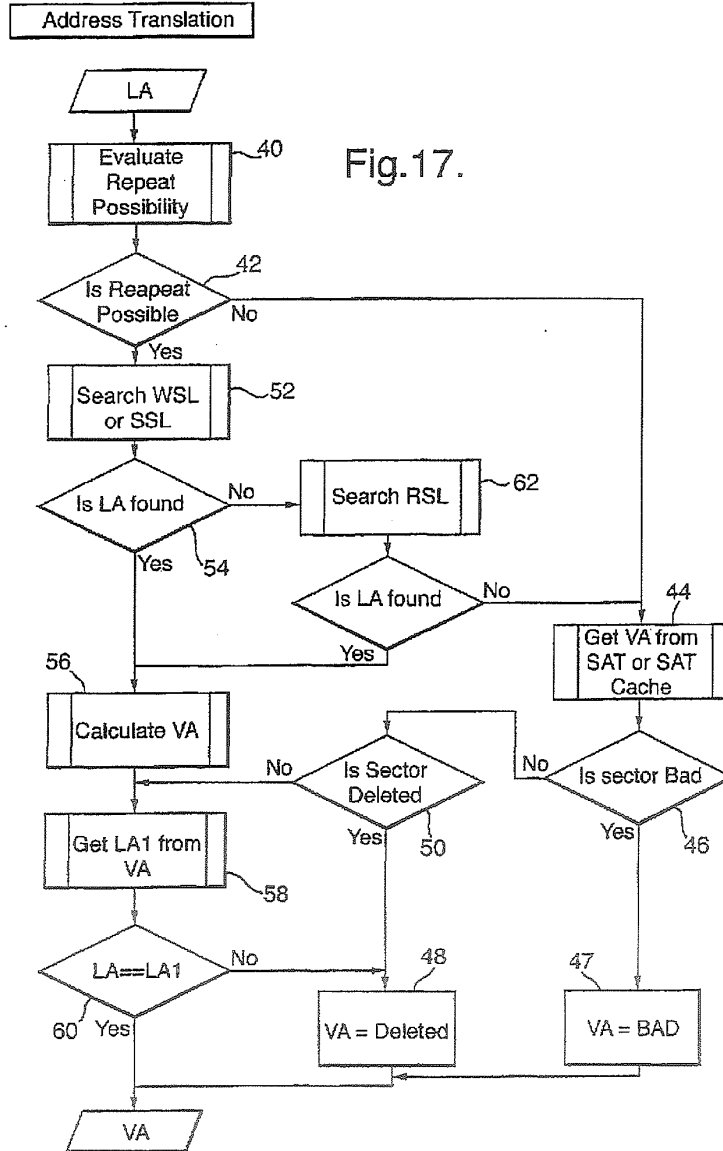 Address Translation
LA
Evaluate
Repeat
Possibility
40
Fig.17.
Is Reapeat
Possible
42
No
Yes
Search WSL
or SSL
52
Is LA found
No
54
Yes
Search RSL
62
Is LA found
No
Yes
44
Get VA from
SAT or SAT
Cache
56
Calculate VA
No
Is Sector
Deleted
50
Yes
No
Is sector Bad
46
Yes
Get LA1 from
VA
58
LA==LA1
No
60
Yes
48
VA = Deleted
47
VA = BAD
VA